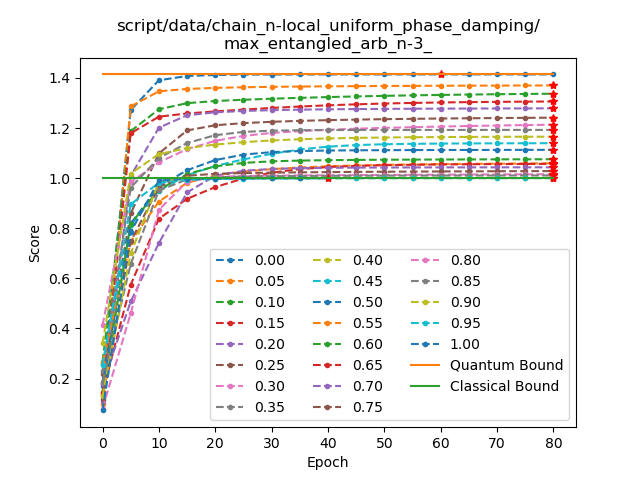 script/data/chain_n-local_uniform_phase_damping/
max_entangled_arb_n-3_
Score
1.4
1.2
1.0
0.8
0.6
0.4
0.2
0.00 0.40 0.80
0.05 0.45 0.85
0.10 0.50 0.90
0.15 0.55 0.95
0.20 0.60 1.00
0.25 0.65 Quantum Bound
0.30 0.70 Classical Bound
0.35 0.75
0 10 20 30 40 50 60 70 80
Epoch